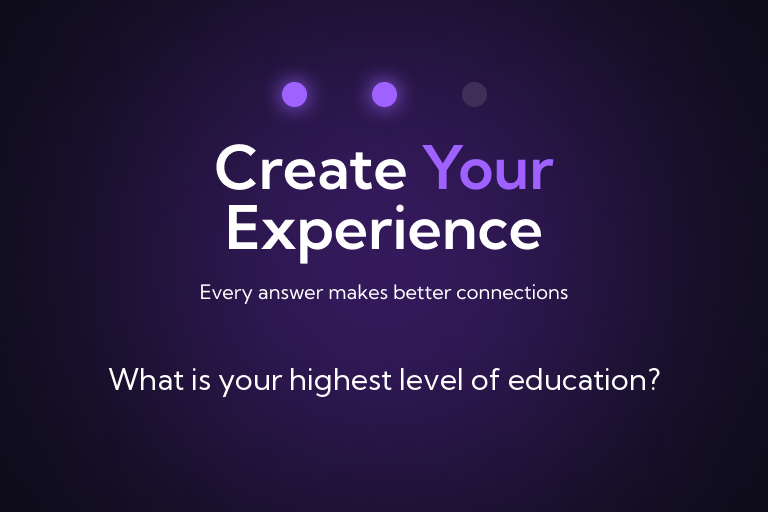 Create Your
Experience
Every answer makes better connections
What is your highest level of education?